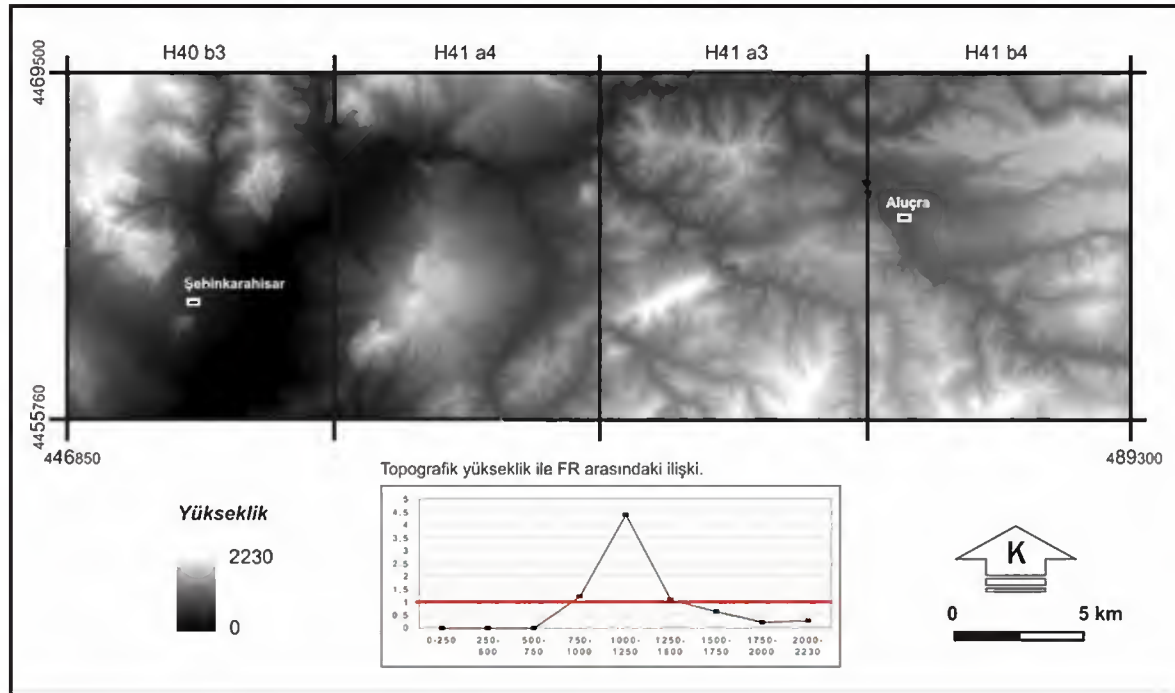 H40 b3 H41 a4 H41 a3 H41 b4
4469500
Aluçra
Şebinkarahisar
4455760
446850 489300
Topografik yükseklik ile FR arasındaki ilişki.
Yükseklik
2230
0
5
4.5
4
3.5
3
2.5
2
1.5
1
0.5
0
0-250 250-500 500-750 750-1000 1000-1250 1250-1500 1500-1750 1750-2000 2000-2230
K
0 5 km